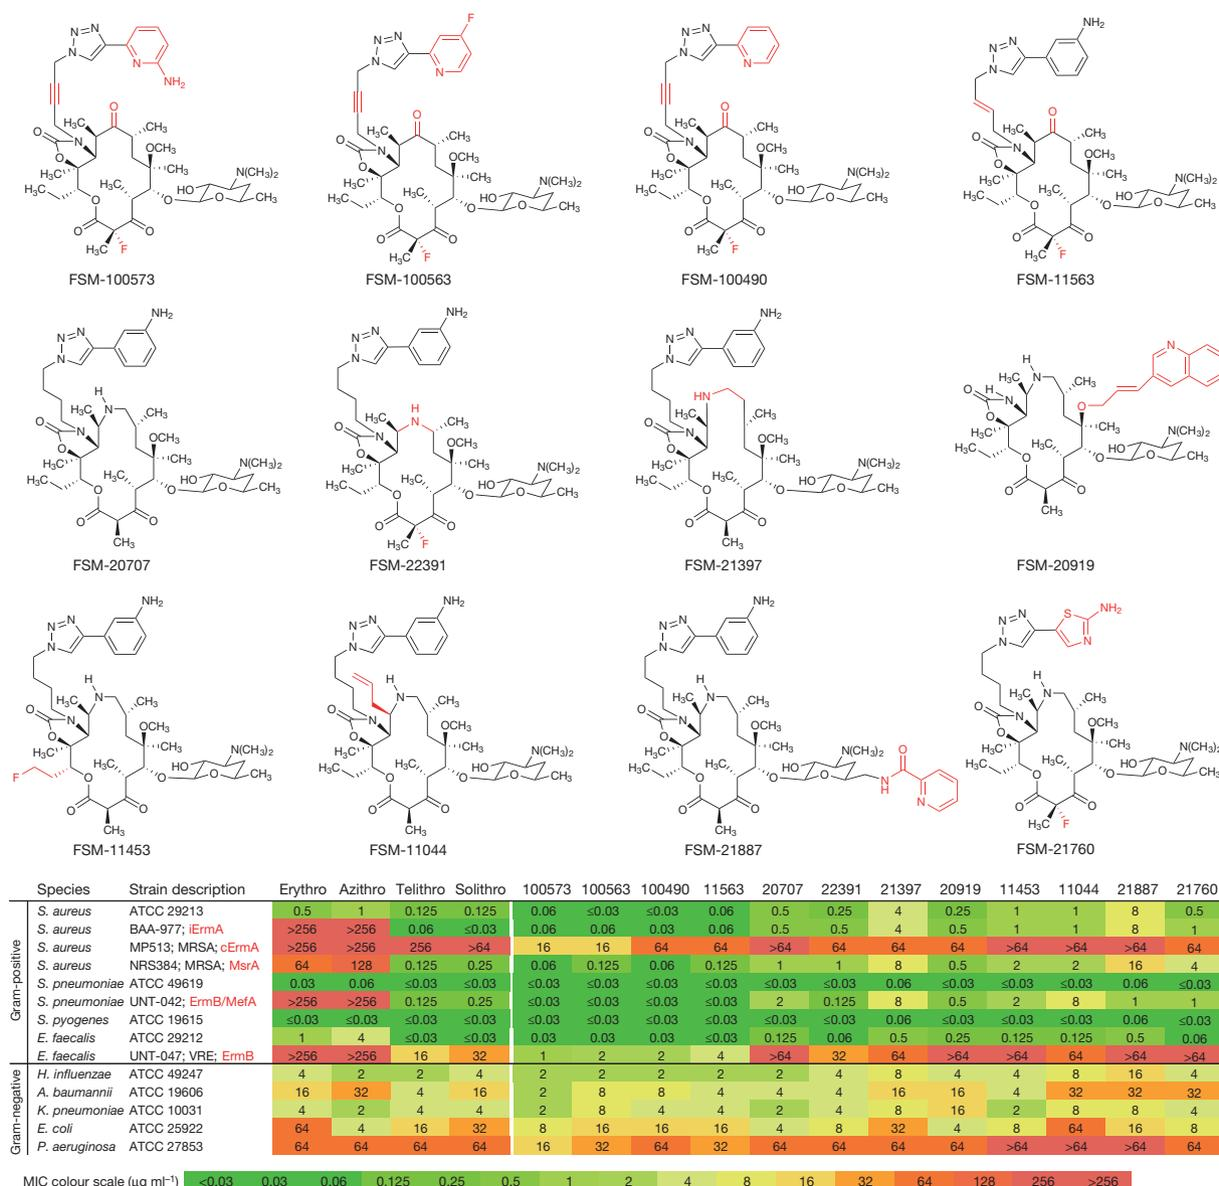 FSM-100573 FSM-100563 FSM-100490 FSM-11563
FSM-20707 FSM-22391 FSM-21397 FSM-20919
FSM-11453 FSM-11044 FSM-21887 FSM-21760
Species Strain description Erythro Azithro Telithro Solithro 100573 100563 100490 11563 20707 22391 21397 20919 11453 11044 21887 21760
Gram-positive
S. aureus ATCC 29213 0.5 1 0.125 0.125 0.06 ≤0.03 ≤0.03 0.06 0.5 0.25 4 0.25 1 1 8 0.5
S. aureus BAA-977; iErmA >256 >256 0.06 ≤0.03 0.06 0.06 0.03 0.06 0.5 0.5 4 0.5 1 1 8 1
S. aureus MP513; MRSA; cErmA >256 >256 256 >64 16 16 64 64 >64 64 64 64 >64 >64 >64 64
S. aureus NRS384; MRSA; MsrA 64 128 0.125 0.25 0.06 0.125 0.06 0.125 1 1 8 0.5 2 2 16 4
S. pneumoniae ATCC 49619 0.03 0.06 ≤0.03 ≤0.03 ≤0.03 ≤0.03 ≤0.03 ≤0.03 ≤0.03 ≤0.03 0.06 ≤0.03 ≤0.03 ≤0.03 0.06 ≤0.03
S. pneumoniae UNT-042; ErmB/MefA >256 >256 0.125 0.25 ≤0.03 ≤0.03 ≤0.03 ≤0.03 2 0.125 8 0.5 2 8 1 1
S. pyogenes ATCC 19615 ≤0.03 ≤0.03 ≤0.03 ≤0.03 ≤0.03 ≤0.03 ≤0.03 ≤0.03 ≤0.03 ≤0.03 0.06 ≤0.03 ≤0.03 ≤0.03 0.06 ≤0.03
E. faecalis ATCC 29212 1 4 ≤0.03 ≤0.03 0.03 0.03 ≤0.03 ≤0.03 0.125 0.06 0.5 0.25 0.125 0.125 0.5 0.06
E. faecalis UNT-047; VRE; ErmB >256 >256 16 32 1 2 2 4 >64 32 64 >64 >64 64 >64 >64
Gram-negative
H. influenzae ATCC 49247 4 2 2 4 2 2 2 2 2 4 8 4 4 8 16 4
A. baumannii ATCC 19606 16 32 4 16 2 8 8 4 4 4 16 16 4 32 32 32
K. pneumoniae ATCC 10031 4 2 4 4 2 8 4 4 2 4 8 16 2 8 8 4
E. coli ATCC 25922 64 4 16 32 8 16 16 16 4 8 32 4 8 64 16 8
P. aeruginosa ATCC 27853 64 64 64 64 16 32 64 32 64 64 64 64 >64 >64 >64 64
MIC colour scale (μg ml⁻¹) <0.03 0.03 0.06 0.125 0.25 0.5 1 2 4 8 16 32 64 128 256 >256